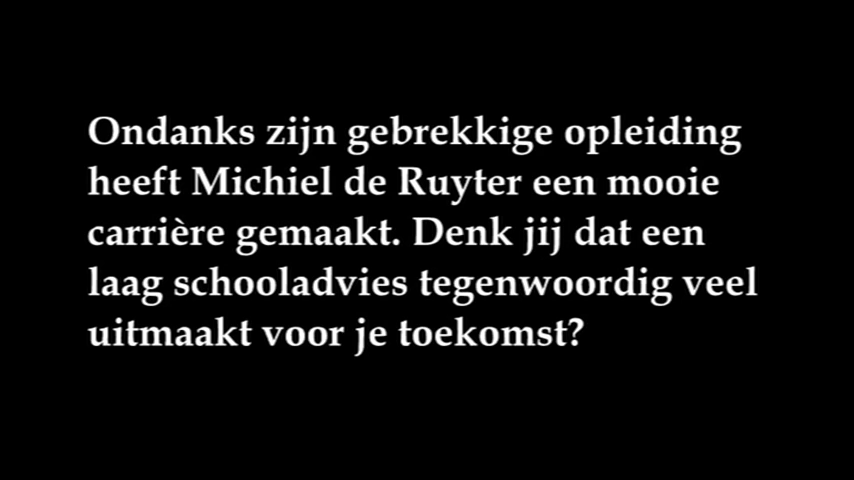 Ondanks zijn gebrekkige opleiding
heeft Michiel de Ruyter een mooie
carrière gemaakt. Denk jij dat een
laag schooladvies tegenwoordig veel
uitmaakt voor je toekomst?